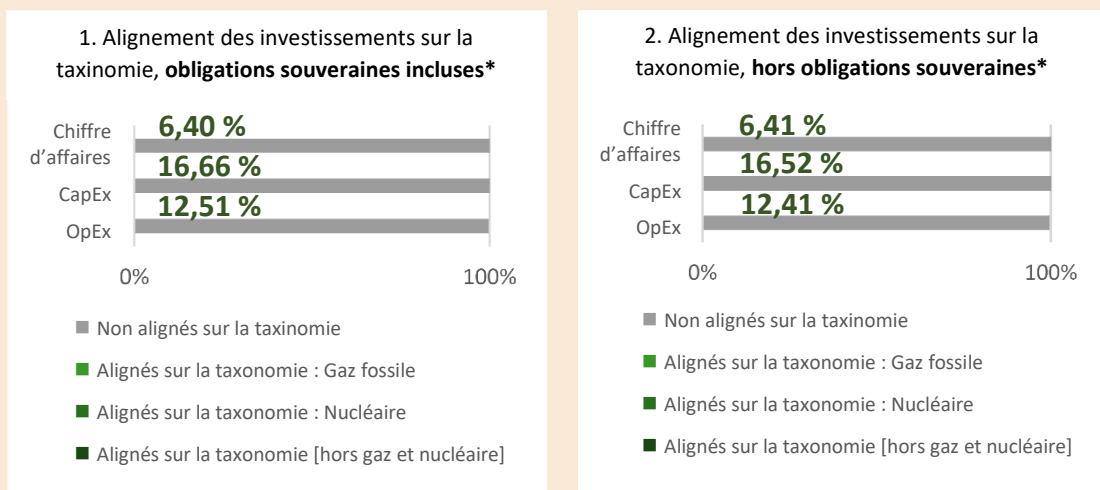 1. Alignement des investissements sur la
taxinomie, obligations souveraines incluses*
Chiffre
d'affaires
CapEx
OpEx
6,40 %
16,66 %
12,51 %
0%
100%
Non alignés sur la taxinomie
Alignés sur la taxonomie : Gaz fossile
Alignés sur la taxonomie : Nucléaire
Alignés sur la taxonomie [hors gaz et nucléaire]
2. Alignement des investissements sur la
taxonomie, hors obligations souveraines*
Chiffre
d'affaires
CapEx
OpEx
6,41 %
16,52 %
12,41 %
0%
100%
Non alignés sur la taxinomie
Alignés sur la taxonomie : Gaz fossile
Alignés sur la taxonomie : Nucléaire
Alignés sur la taxonomie [hors gaz et nucléaire]